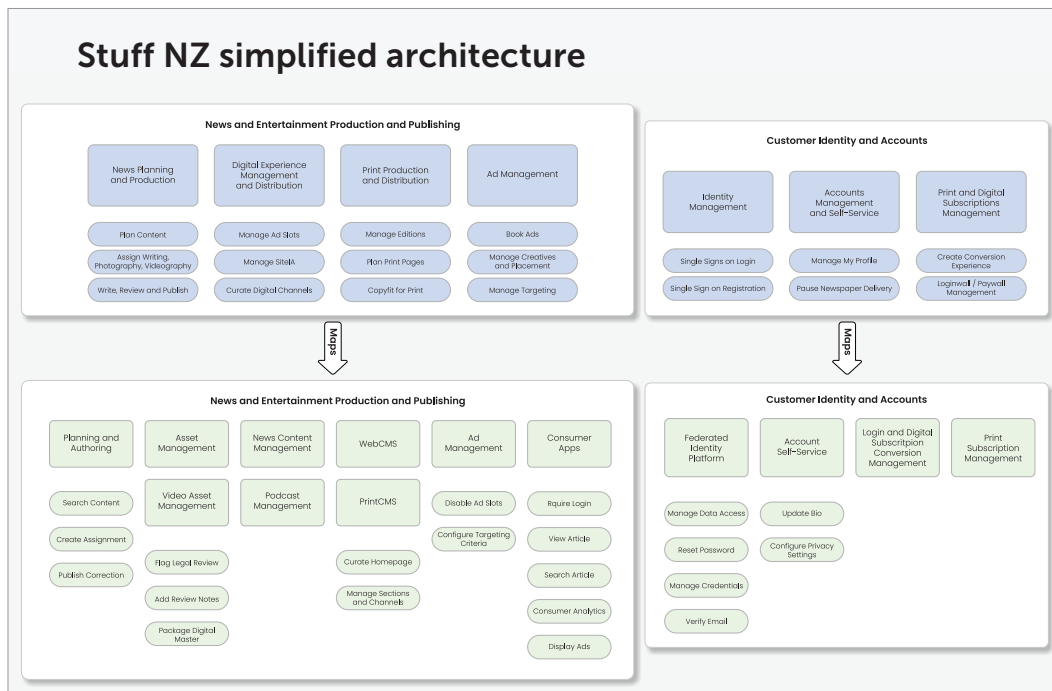 Stuff NZ simplified architecture
News and Entertainment Production and Publishing
News Planning
and Production
Digital Experience
Management
and Distribution
Print Production
and Distribution
Ad Management
Plan Content
Manage Ad Slots
Manage Editions
Book Ads
Assign Writing,
Photography, Videography
Manage SiteIA
Plan Print Pages
Manage Creatives
and Placement
Write, Review and Publish
Curate Digital Channels
Copyfit for Print
Manage Targeting
Customer Identity and Accounts
Identity
Management
Accounts
Management
and Self-Service
Print and Digital
Subscriptions
Management
Single Signs on Login
Manage My Profile
Create Conversion
Experience
Single Sign on Registration
Pause Newspaper Delivery
Loginwall / Paywall
Management
Maps
Maps
News and Entertainment Production and Publishing
Planning and
Authoring
Asset
Management
News Content
Management
WebCMS
Ad
Management
Consumer
Apps
Video Asset
Management
Podcast
Management
PrintCMS
Search Content
Create Assignment
Publish Correction
Flag Legal Review
Add Review Notes
Package Digital
Master
Curate Homepage
Manage Sections
and Channels
Disable Ad Slots
Configure Targeting
Criteria
Rquire Login
View Article
Search Article
Consumer Analytics
Display Ads
Customer Identity and Accounts
Federated
Identity
Platform
Account
Self-Service
Login and Digital
Subscritpion
Conversion
Management
Print
Subscription
Management
Manage Data Access
Reset Password
Manage Credentials
Verify Email
Update Bio
Configure Privacy
Settings